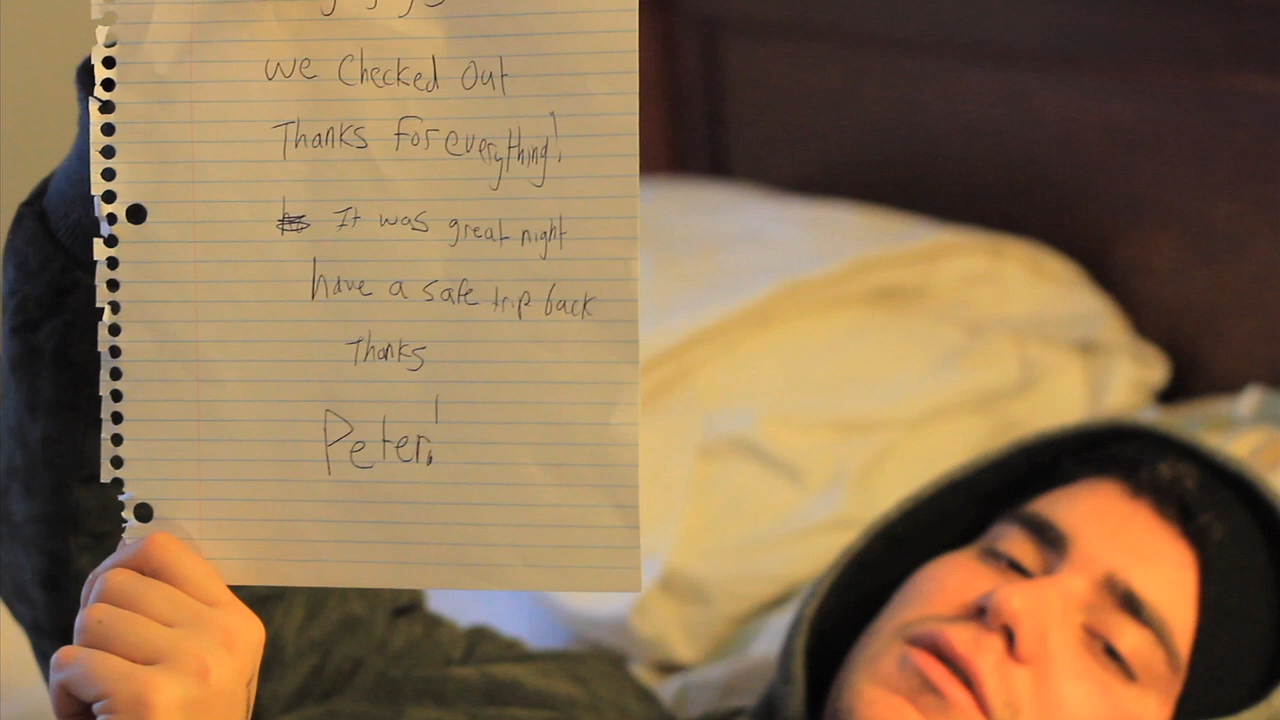 We Checked Out
Thanks for everything!
It was great night
have a safe trip back
Thanks
Peter!